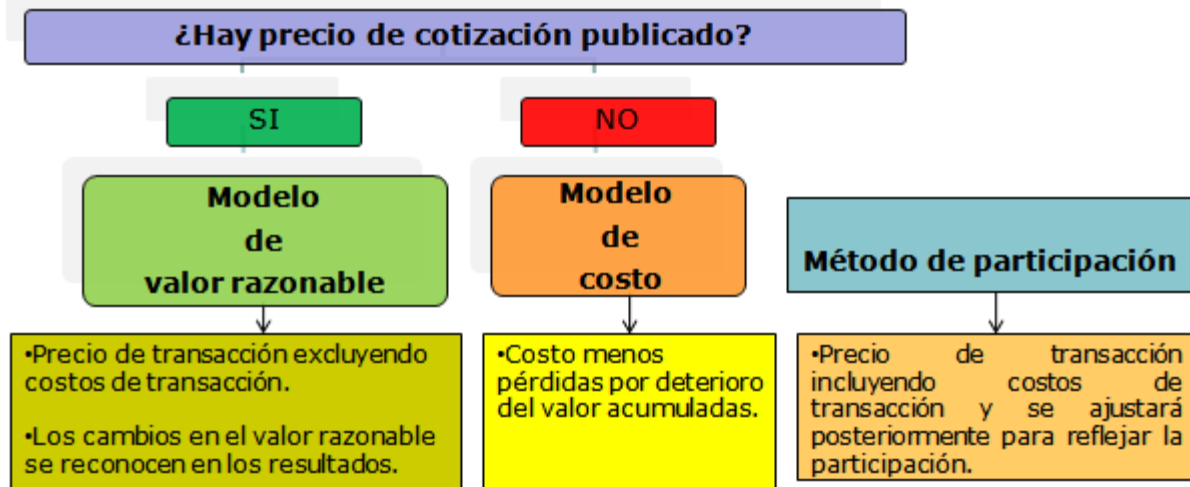 ¿Hay precio de cotización publicado?
SI
NO
Modelo
de
valor razonable
Modelo
de
costo
Método de participación
•Precio de transacción excluyendo
costos de transacción.
•Los cambios en el valor razonable
se reconocen en los resultados.
•Costo menos
pérdidas por deterioro
del valor acumuladas.
•Precio de transacción
incluyendo costos de
transacción y se ajustará
posteriormente para reflejar la
participación.